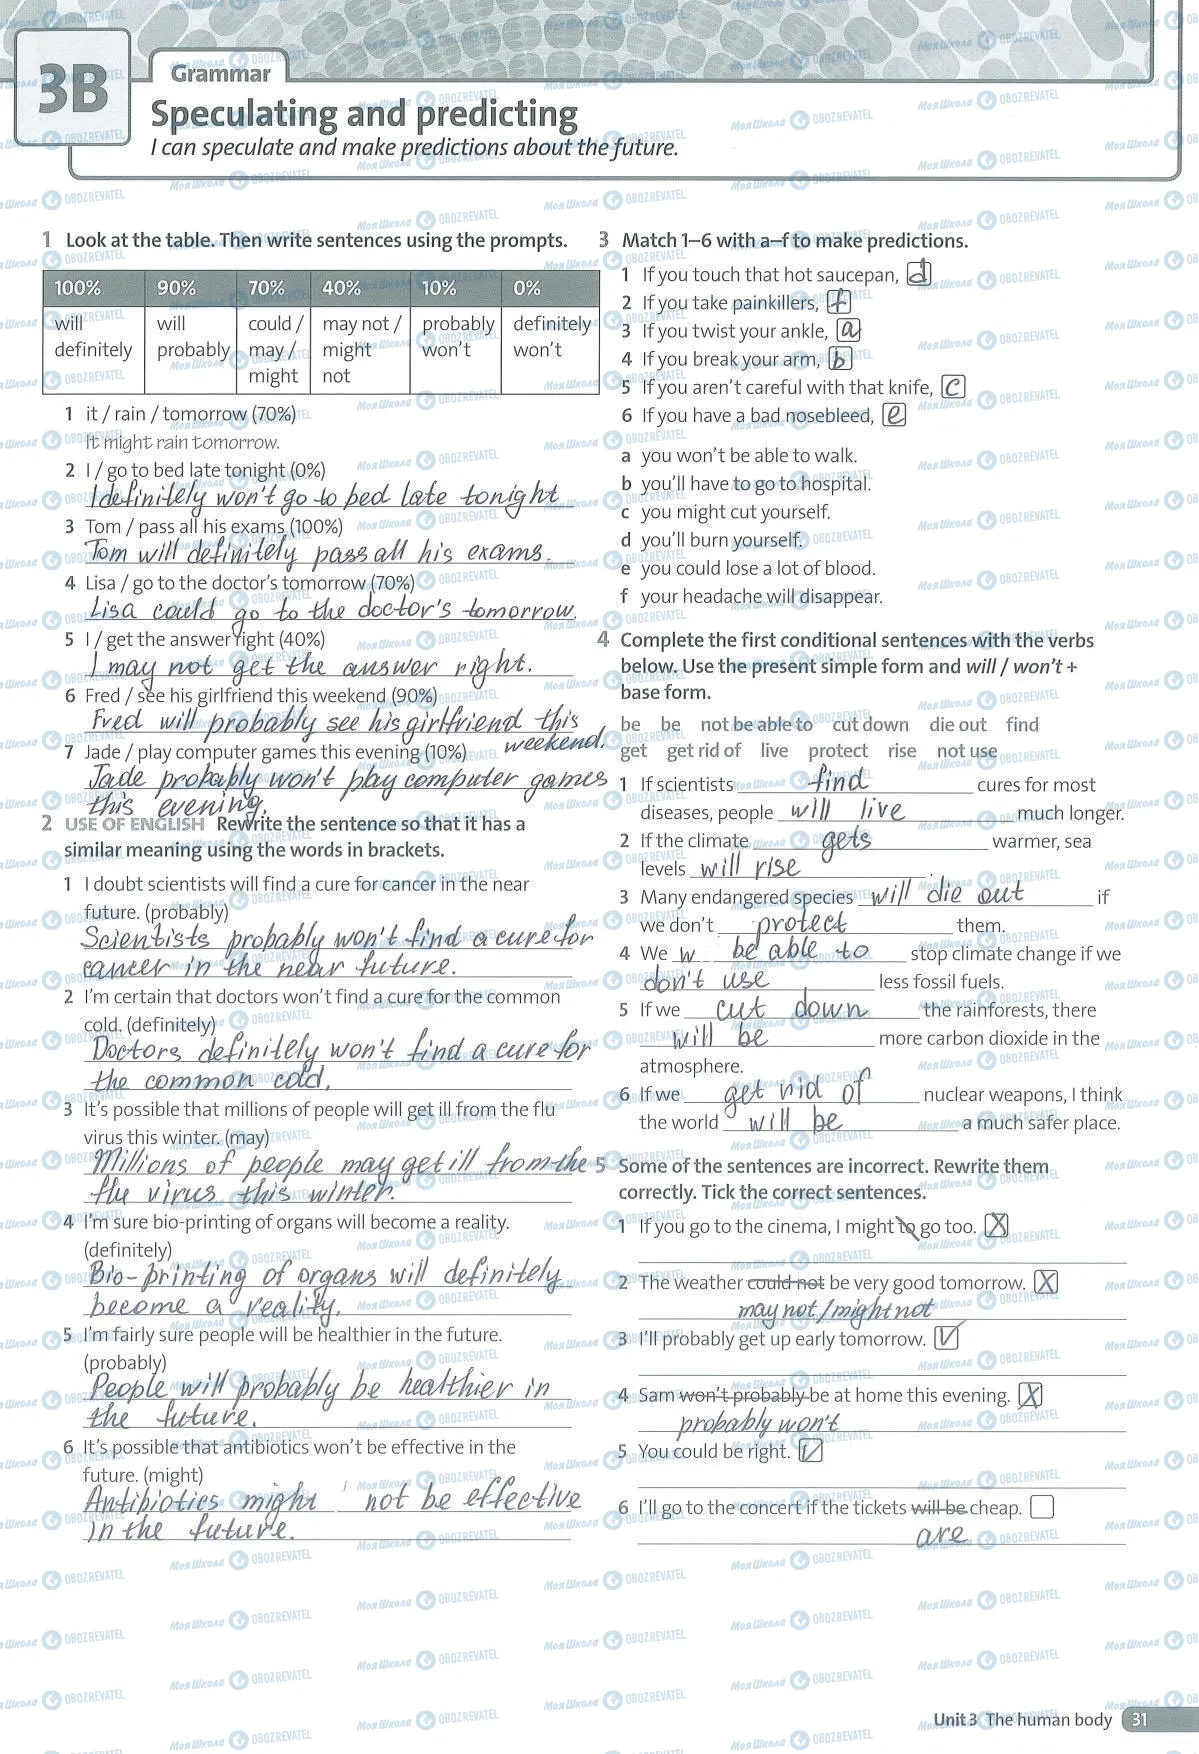 3B
Grammar
Speculating and predicting
I can speculate and make predictions about the future.
1 Look at the table. Then write sentences using the prompts.
100% 90% 70% 40% 10% 0%
will definitely
will probably
could / may / might
may not / might not
probably won't
definitely won't
1 it / rain / tomorrow (70%)
It might rain tomorrow.
2 I / go to bed late tonight (0%)
I definitely won't go to bed late tonight
3 Tom / pass all his exams (100%)
Tom will definitely pass all his exams.
4 Lisa / go to the doctor's tomorrow (70%)
Lisa could go to the doctor's tomorrow.
5 I / get the answer right (40%)
I may not get the answer right.
6 Fred / see his girlfriend this weekend (90%)
Fred will probably see his girlfriend this
weekend.
7 Jade / play computer games this evening (10%)
Jade probably won't play computer games
this evening.
2 USE OF ENGLISH Rewrite the sentence so that it has a
similar meaning using the words in brackets.
1 I doubt scientists will find a cure for cancer in the near
future. (probably)
Scientists probably won't find a cure for
cancer in the near future.
2 I'm certain that doctors won't find a cure for the common
cold. (definitely)
Doctors definitely won't find a cure for
the common cold.
3 It's possible that millions of people will get ill from the flu
virus this winter. (may)
Millions of people may get ill from the
flu virus this winter.
4 I'm sure bio-printing of organs will become a reality.
(definitely)
Bio-printing of organs will definitely
become a reality.
5 I'm fairly sure people will be healthier in the future.
(probably)
People will probably be healthier in
the future.
6 It's possible that antibiotics won't be effective in the
future. (might)
Antibiotics might not be effective
in the future.
3 Match 1–6 with a–f to make predictions.
1 If you touch that hot saucepan, d
2 If you take painkillers, f
3 If you twist your ankle, a
4 If you break your arm, b
5 If you aren't careful with that knife, c
6 If you have a bad nosebleed, e
a you won't be able to walk.
b you'll have to go to hospital.
c you might cut yourself.
d you'll burn yourself.
e you could lose a lot of blood.
f your headache will disappear.
4 Complete the first conditional sentences with the verbs
below. Use the present simple form and will / won't +
base form.
be be not be able to cut down die out find
get get rid of live protect rise not use
1 If scientists find cures for most
diseases, people will live much longer.
2 If the climate gets warmer, sea
levels will rise .
3 Many endangered species will die out if
we don't protect them.
4 We w be able to stop climate change if we
don't use less fossil fuels.
5 If we cut down the rainforests, there
will be more carbon dioxide in the
atmosphere.
6 If we get rid of nuclear weapons, I think
the world will be a much safer place.
5 Some of the sentences are incorrect. Rewrite them
correctly. Tick the correct sentences.
1 If you go to the cinema, I might to go too. X
2 The weather could not be very good tomorrow. X
may not / might not
3 I'll probably get up early tomorrow. V
4 Sam won't probably be at home this evening. X
probably won't
5 You could be right. V
6 I'll go to the concert if the tickets will be cheap.
are
Unit 3 The human body 31